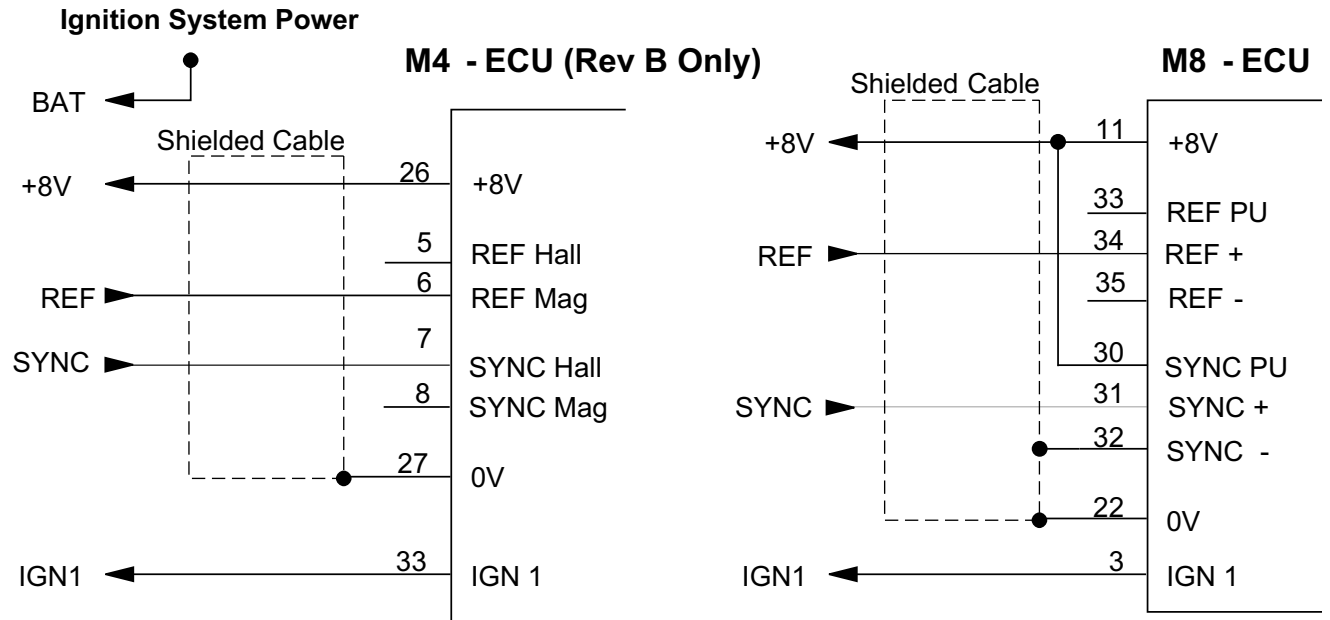 Ignition System Power
BAT
M4 - ECU (Rev B Only)
Shielded Cable
+8V
26
+8V
5
REF Hall
REF
6
REF Mag
SYNC
7
SYNC Hall
8
SYNC Mag
27
0V
IGN1
33
IGN 1
M8 - ECU
Shielded Cable
+8V
11
+8V
33
REF PU
REF
34
REF +
35
REF -
30
SYNC PU
SYNC
31
SYNC +
32
SYNC -
22
0V
IGN1
3
IGN 1